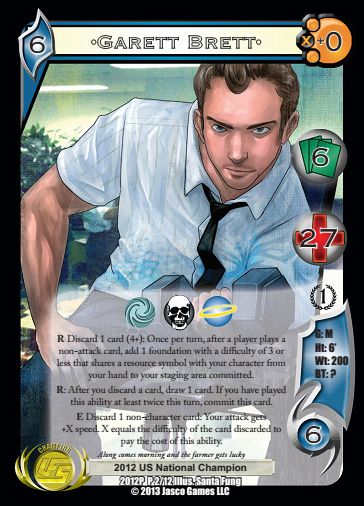 6
·Garett Brett·
X +0
6
27
1
G: M
Ht: 6'
Wt: 200
BT: ?
R Discard 1 card (4+): Once per turn, after a player plays a
non-attack card, add 1 foundation with a difficulty of 3 or
less that shares a resource symbol with your character from
your hand to your staging area committed.
R: After you discard a card, draw 1 card. If you have played
this ability at least twice this turn, commit this card.
E Discard 1 non-character card: Your attack gets
+X speed. X equals the difficulty of the card discarded to
pay the cost of this ability.
6
Along comes morning and the farmer gets likely
CHAMPION
UFS
2012 US National Champion
2012P_P 2/12 Illus. Santa Fung
© 2013 Jasco Games LLC